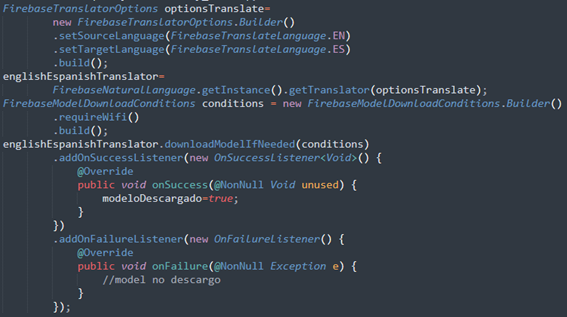 FirebaseTranslatorOptions optionsTranslate=
new FirebaseTranslatorOptions.Builder()
.setSourceLanguage(FirebaseTranslateLanguage.EN)
.setTargetLanguage(FirebaseTranslateLanguage.ES)
.build();
englishEspanishTranslator=
FirebaseNaturalLanguage.getInstance().getTranslator(optionsTranslate);
FirebaseModelDownloadConditions conditions = new FirebaseModelDownloadConditions.Builder()
.requireWifi()
.build();
englishEspanishTranslator.downloadModelIfNeeded(conditions)
.addOnSuccessListener(new OnSuccessListener<Void>() {
@Override
public void onSuccess(@NonNull Void unused) {
modeloDescargado=true;
}
})
.addOnFailureListener(new OnFailureListener() {
@Override
public void onFailure(@NonNull Exception e) {
//model no descargo
}
});